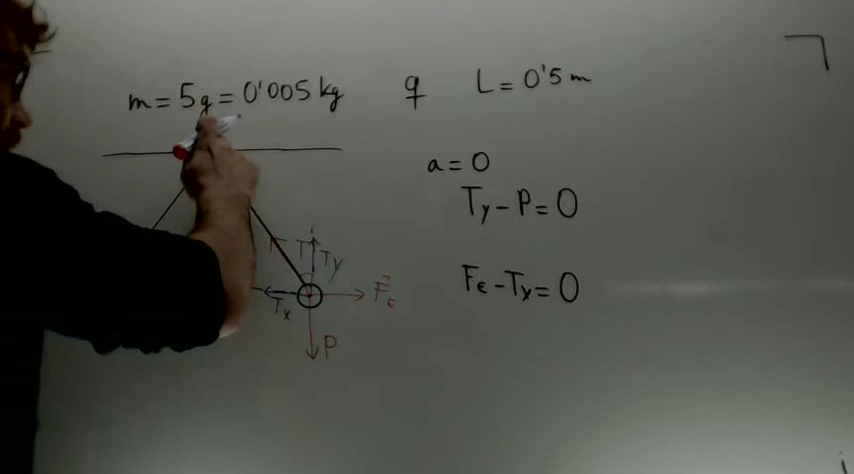 m = 5g = 0'005 kg q L = 0'5 m
a = 0
Ty - P = 0
T Ty
Fe - Tx = 0
Tx Fe
P